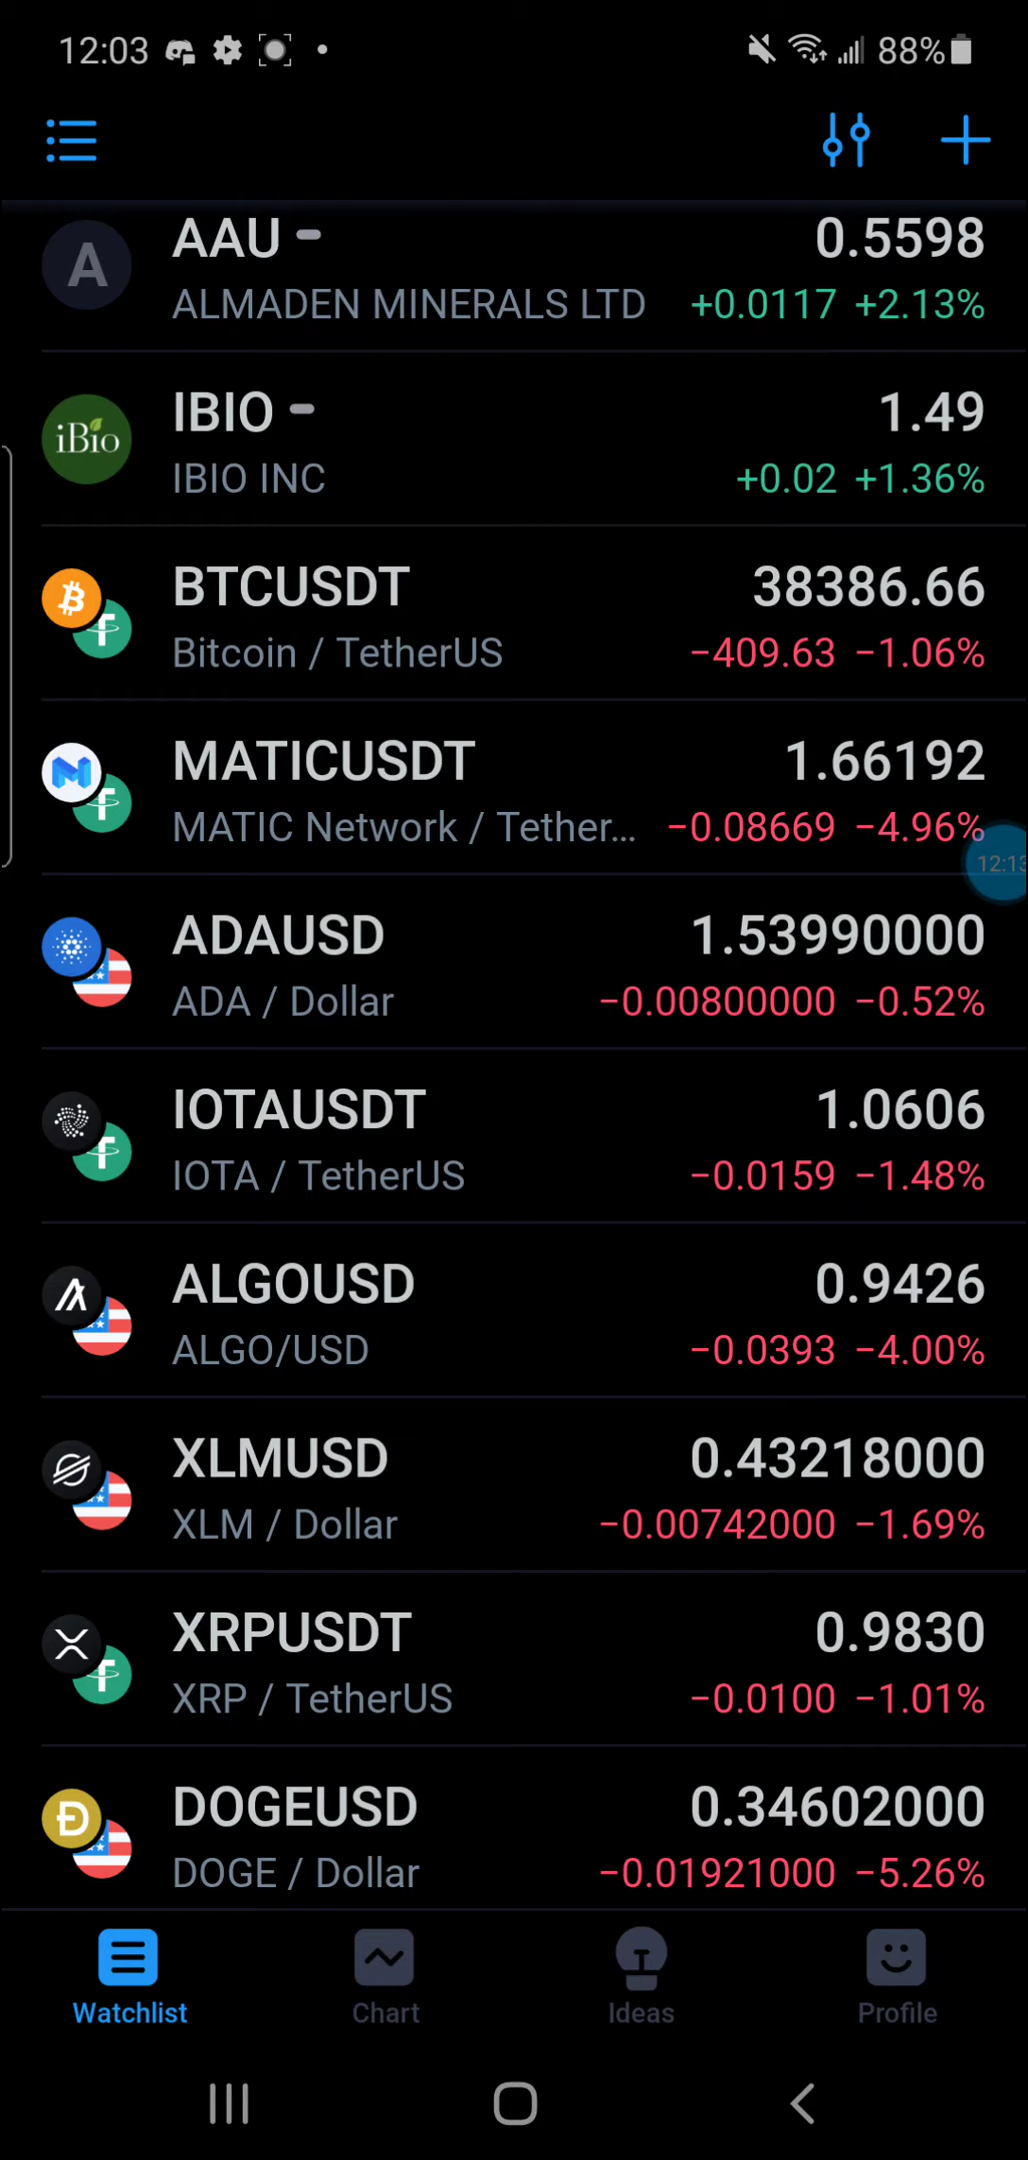 12:03 88%
AAU 0.5598
A
ALMADEN MINERALS LTD +0.0117 +2.13%
IBIO 1.49
iBio
IBIO INC +0.02 +1.36%
BTCUSDT 38386.66
Bitcoin / TetherUS −409.63 −1.06%
MATICUSDT 1.66192
MATIC Network / Tether... −0.08669 −4.96%
12:13
ADAUSD 1.53990000
ADA / Dollar −0.00800000 −0.52%
IOTAUSDT 1.0606
IOTA / TetherUS −0.0159 −1.48%
ALGOUSD 0.9426
ALGO/USD −0.0393 −4.00%
XLMUSD 0.43218000
XLM / Dollar −0.00742000 −1.69%
XRPUSDT 0.9830
XRP / TetherUS −0.0100 −1.01%
DOGEUSD 0.34602000
DOGE / Dollar −0.01921000 −5.26%
Watchlist Chart Ideas Profile